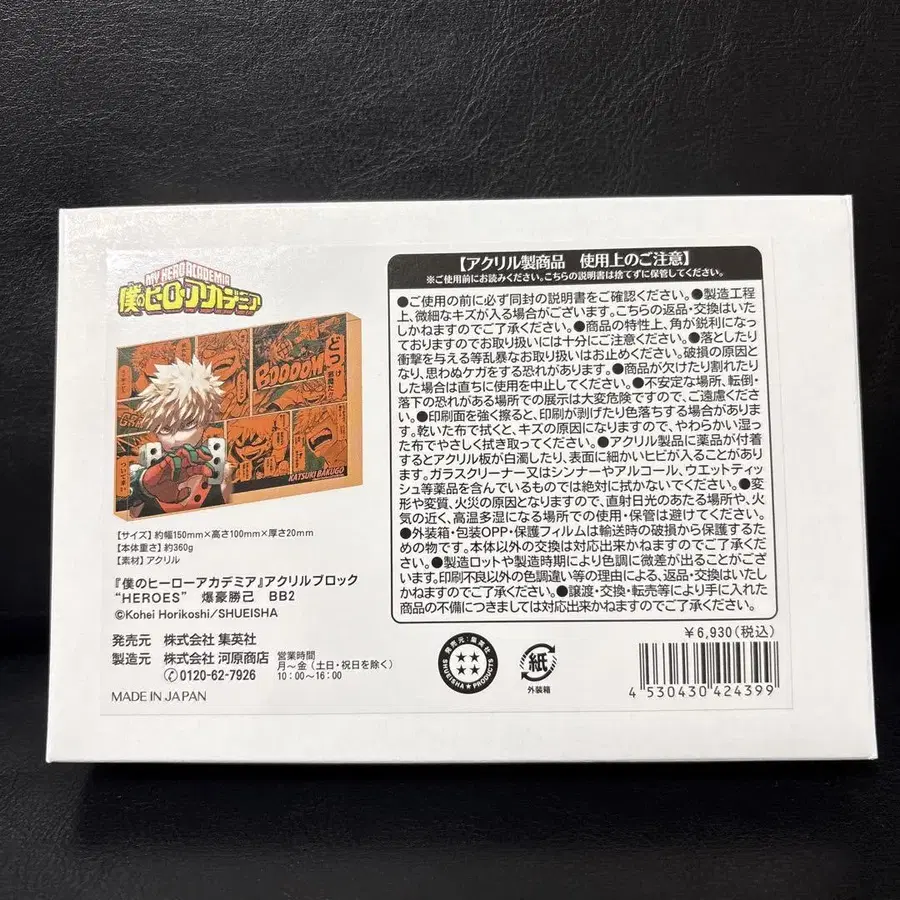 MY HERO ACADEMIA
僕のヒーローアカデミア
BOOOOM
KATSUKI BAKUGO
【サイズ】約幅150mm×高さ100mm×厚さ20mm
【本体重さ】約360g
【素材】アクリル
『僕のヒーローアカデミア』アクリルブロック
“HEROES” 爆豪勝己 BB2
©Kohei Horikoshi/SHUEISHA
発売元 株式会社 集英社
製造元 株式会社 河原商店
0120-62-7926
営業時間
月〜金(土日・祝日を除く)
10:00〜16:00
MADE IN JAPAN
【アクリル製商品 使用上のご注意】
※ご使用前にお読みください。こちらの説明書は捨てずに保管してください。
●ご使用の前に必ず同封の説明書をご確認ください。●製造工程
上、微細なキズが入る場合がございます。こちらの返品・交換はいた
しかねますのでご了承ください。●商品の特性上、角が鋭利になっ
ておりますのでお取り扱いには十分にご注意ください。●落としたり
衝撃を与える等乱暴なお取り扱いはお止めください。破損の原因と
なり、思わぬケガをする恐れがあります。●商品が欠けたり割れたり
した場合は直ちに使用を中止してください。●不安定な場所、転倒・
落下の恐れがある場所での展示は大変危険ですので、ご遠慮くださ
い。●印刷面を強く擦ると、印刷が剥げたり色落ちする場合がありま
す。乾いた布で拭くと、キズの原因になりますので、やわらかい湿っ
た布でやさしく拭き取ってください。●アクリル製品に薬品が付着
するとアクリル板が白濁したり、表面に細かいヒビが入ることがあり
ます。ガラスクリーナー又はシンナーやアルコール、ウエットティッ
シュ等薬品を含んでいるものでは絶対に拭かないでください。●変
形や変質、火災の原因となりますので、直射日光のあたる場所や、火
気の近く、高温多湿になる場所での使用・保管は避けてください。
●外装箱・包装OPP・保護フィルムは輸送時の破損から保護するた
めの物です。本体以外の交換は対応出来かねますのでご了承くださ
い。●製造ロットや製造時期により色調に微差が出ることがござい
ます。印刷不良以外の色調違い等の理由による、返品・交換はいたし
かねますのでご了承ください。●譲渡・交換・転売等により手に入れた
商品の不備につきましては対応出来かねますのでご了承ください。
¥6,930(税込)
発売元:集英社
SHUEISHA PRODUCTS
紙
外装箱
4 530430 424399